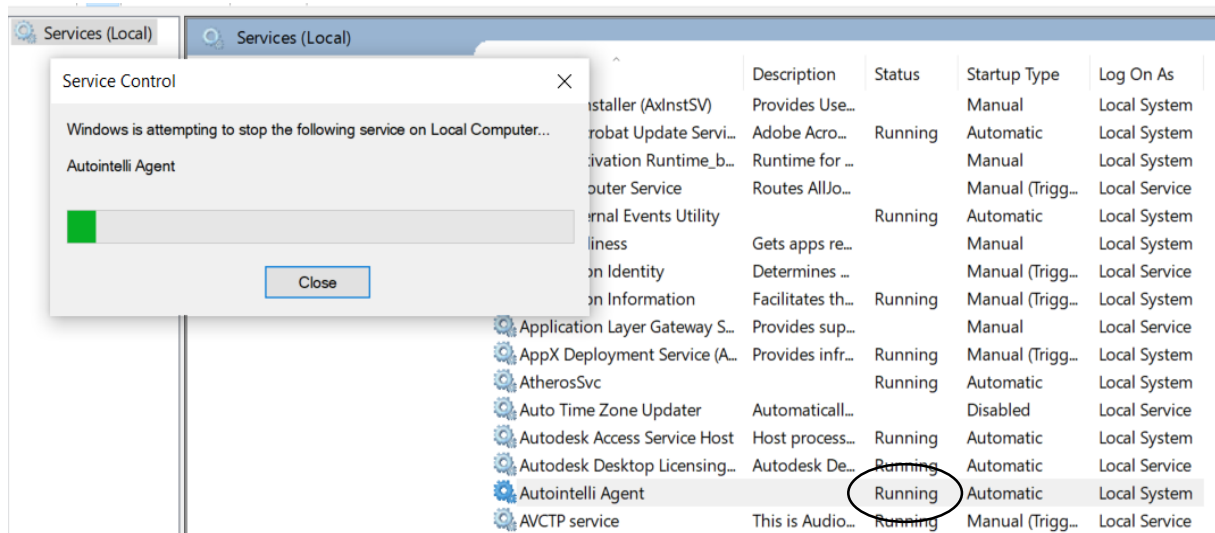 Services (Local)
Services (Local)
Service Control
Windows is attempting to stop the following service on Local Computer...
Autointelli Agent
Close
Description Status Startup Type Log On As
nstaller (AxInstSV) Provides Use... Manual Local System
robat Update Servi... Adobe Acro... Running Automatic Local System
ivation Runtime_b... Runtime for ... Manual Local System
outer Service Routes AllJo... Manual (Trigg... Local Service
rnal Events Utility Running Automatic Local System
iness Gets apps re... Manual Local System
on Identity Determines ... Manual (Trigg... Local Service
on Information Facilitates th... Running Manual (Trigg... Local System
Application Layer Gateway S... Provides sup... Manual Local Service
AppX Deployment Service (A... Provides infr... Running Manual (Trigg... Local System
AtherosSvc Running Automatic Local System
Auto Time Zone Updater Automaticall... Disabled Local Service
Autodesk Access Service Host Host process... Running Automatic Local System
Autodesk Desktop Licensing... Autodesk De... Running Automatic Local Service
Autointelli Agent Running Automatic Local System
AVCTP service This is Audio... Running Manual (Trigg... Local Service